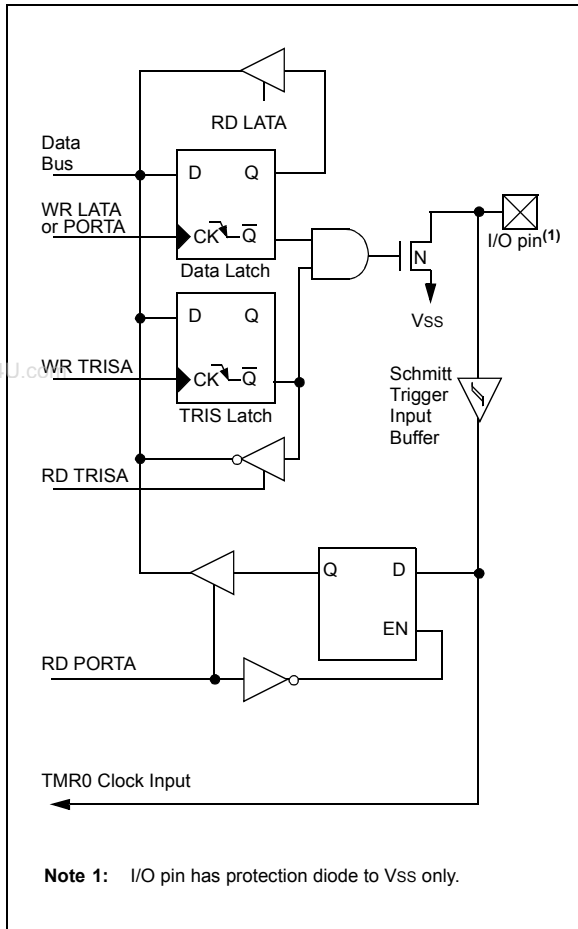 RD LATA
Data
Bus
D Q
WR LATA
or PORTA
CK Q
Data Latch
N
I/O pin(1)
VSS
D Q
WR TRISA
4U.com
CK Q
TRIS Latch
Schmitt
Trigger
Input
Buffer
RD TRISA
Q D
EN
RD PORTA
TMR0 Clock Input
Note 1: I/O pin has protection diode to VSS only.